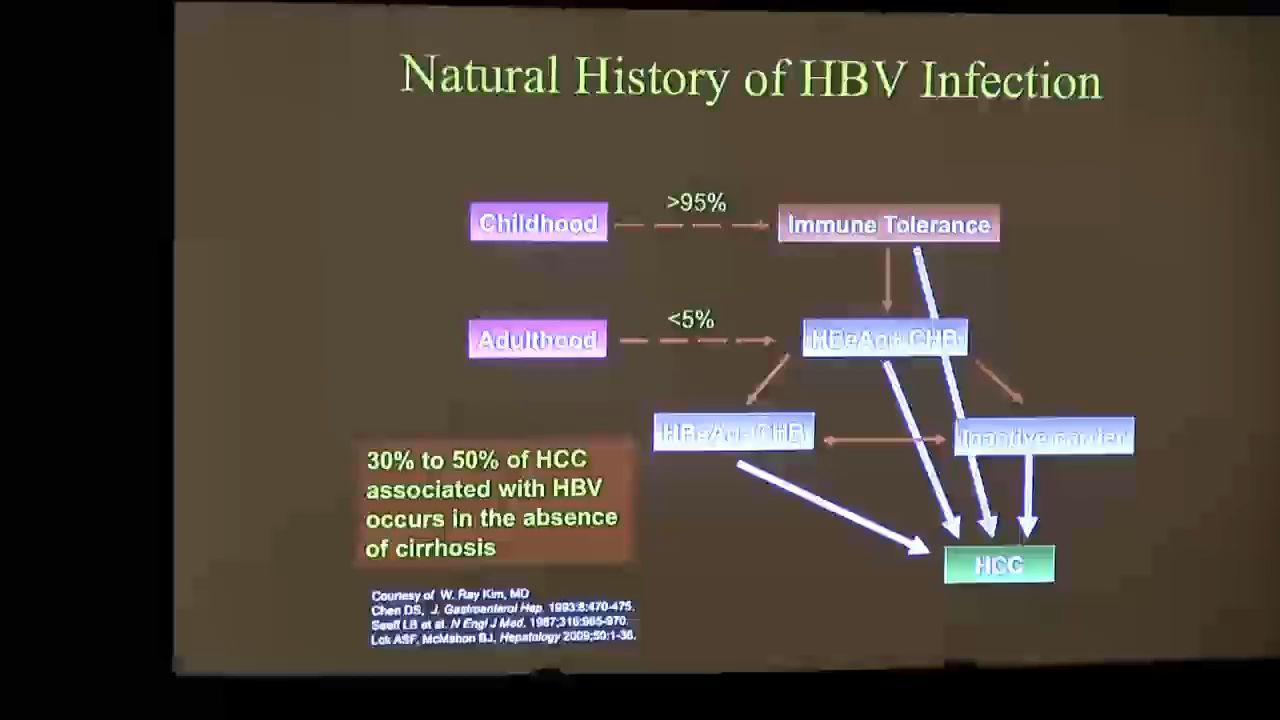 Natural History of HBV Infection
Childhood
>95%
Immune Tolerance
Adulthood
<5%
HBeAg+ CHB
HBeAg- CHB
Inactive carrier
30% to 50% of HCC
associated with HBV
occurs in the absence
of cirrhosis
HCC
Courtesy of W. Ray Kim, MD
Chen DS, J. Gastroenterol Hep. 1993;8:470-475.
Seeff LB et al. N Engl J Med. 1987;316:965-970.
Lok ASF, McMahon BJ, Hepatology 2009;50:1-36.